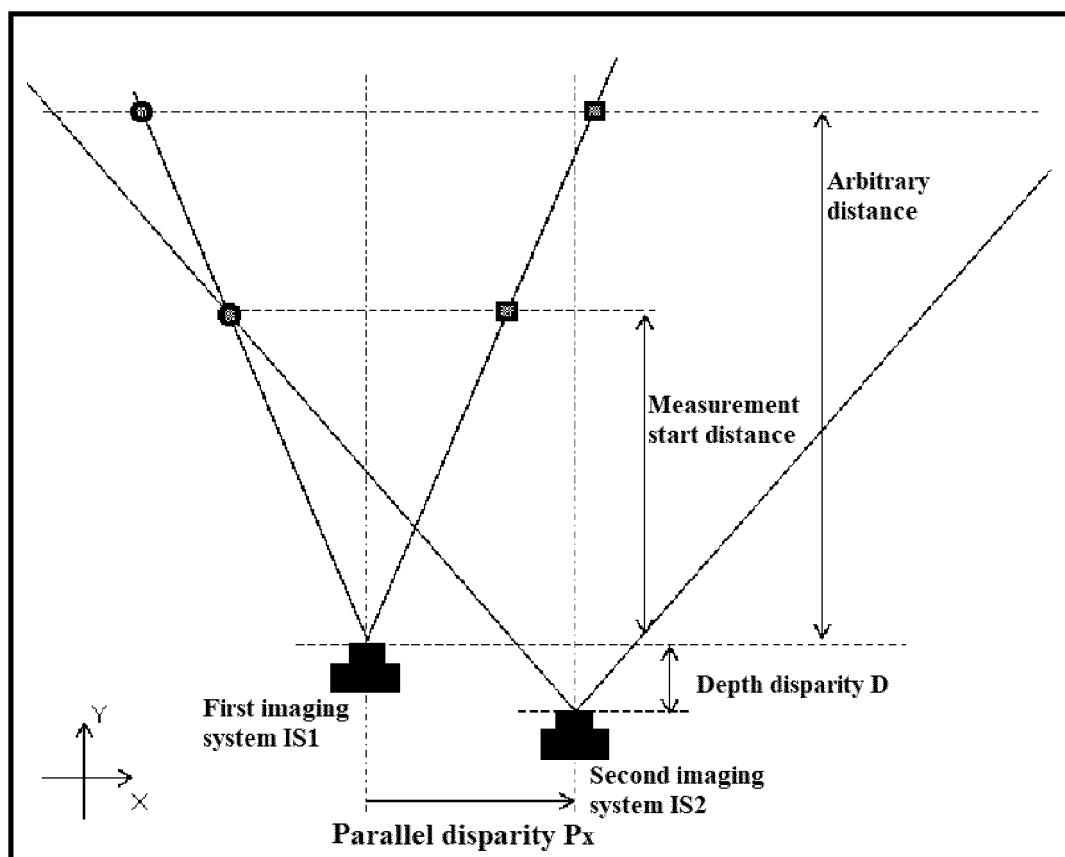 Arbitrary
distance
Measurement
start distance
Depth disparity D
First imaging
system IS1
Second imaging
system IS2
Y
X
Parallel disparity Px